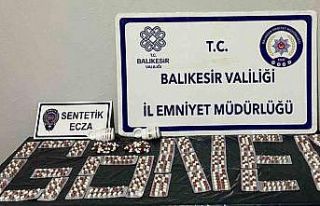 T.C.
BALIKESİR
VALİLİĞİ
T.C.
BALIKESİR VALİLİĞİ
İL EMNİYET MÜDÜRLÜĞÜ
SENTETİK
ECZA
GÖNEN